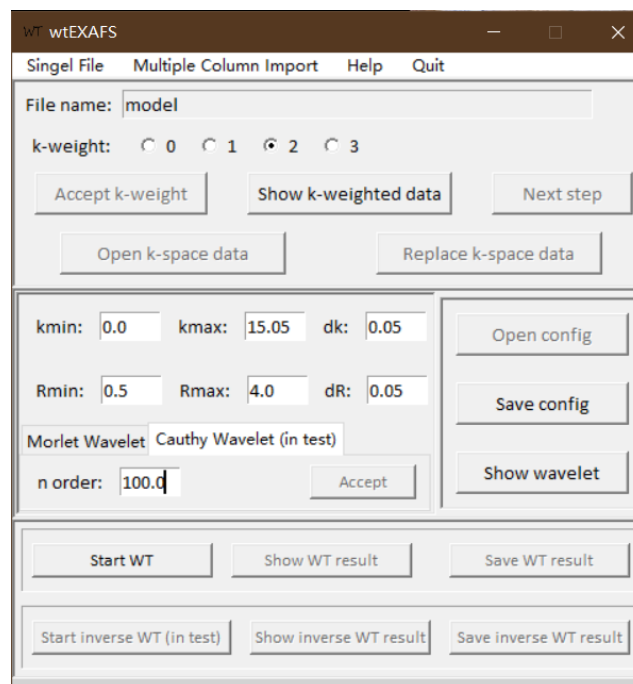 WT wtEXAFS
Singel File Multiple Column Import Help Quit
File name: model
k-weight: 0 1 2 3
Accept k-weight Show k-weighted data Next step
Open k-space data Replace k-space data
kmin: 0.0 kmax: 15.05 dk: 0.05
Open config
Rmin: 0.5 Rmax: 4.0 dR: 0.05
Save config
Morlet Wavelet Cauthy Wavelet (in test)
n order: 100.0 Accept
Show wavelet
Start WT Show WT result Save WT result
Start inverse WT (in test) Show inverse WT result Save inverse WT result